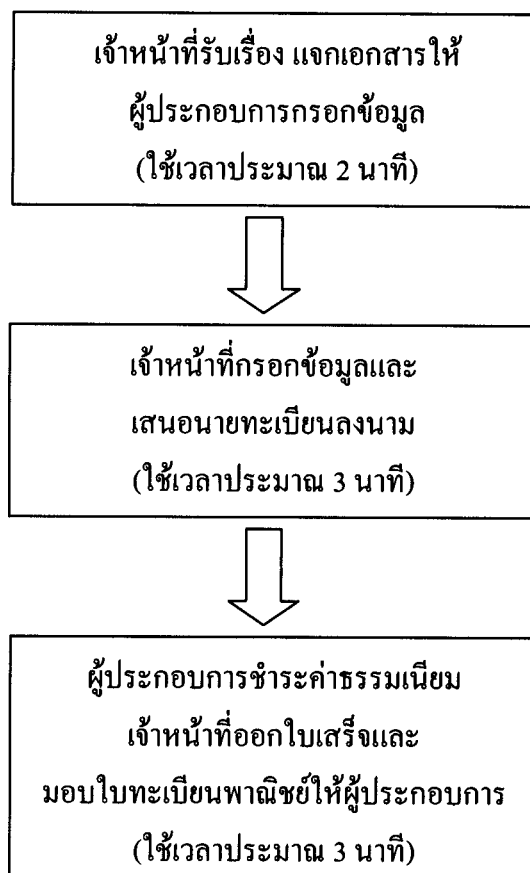 เจ้าหน้าที่รับเรื่อง แจกเอกสารให้
ผู้ประกอบการกรอกข้อมูล
(ใช้เวลาประมาณ 2 นาที)
เจ้าหน้าที่กรอกข้อมูลและ
เสนอนายทะเบียนลงนาม
(ใช้เวลาประมาณ 3 นาที)
ผู้ประกอบการชำระค่าธรรมเนียม
เจ้าหน้าที่ออกใบเสร็จและ
มอบใบทะเบียนพาณิชย์ให้ผู้ประกอบการ
(ใช้เวลาประมาณ 3 นาที)